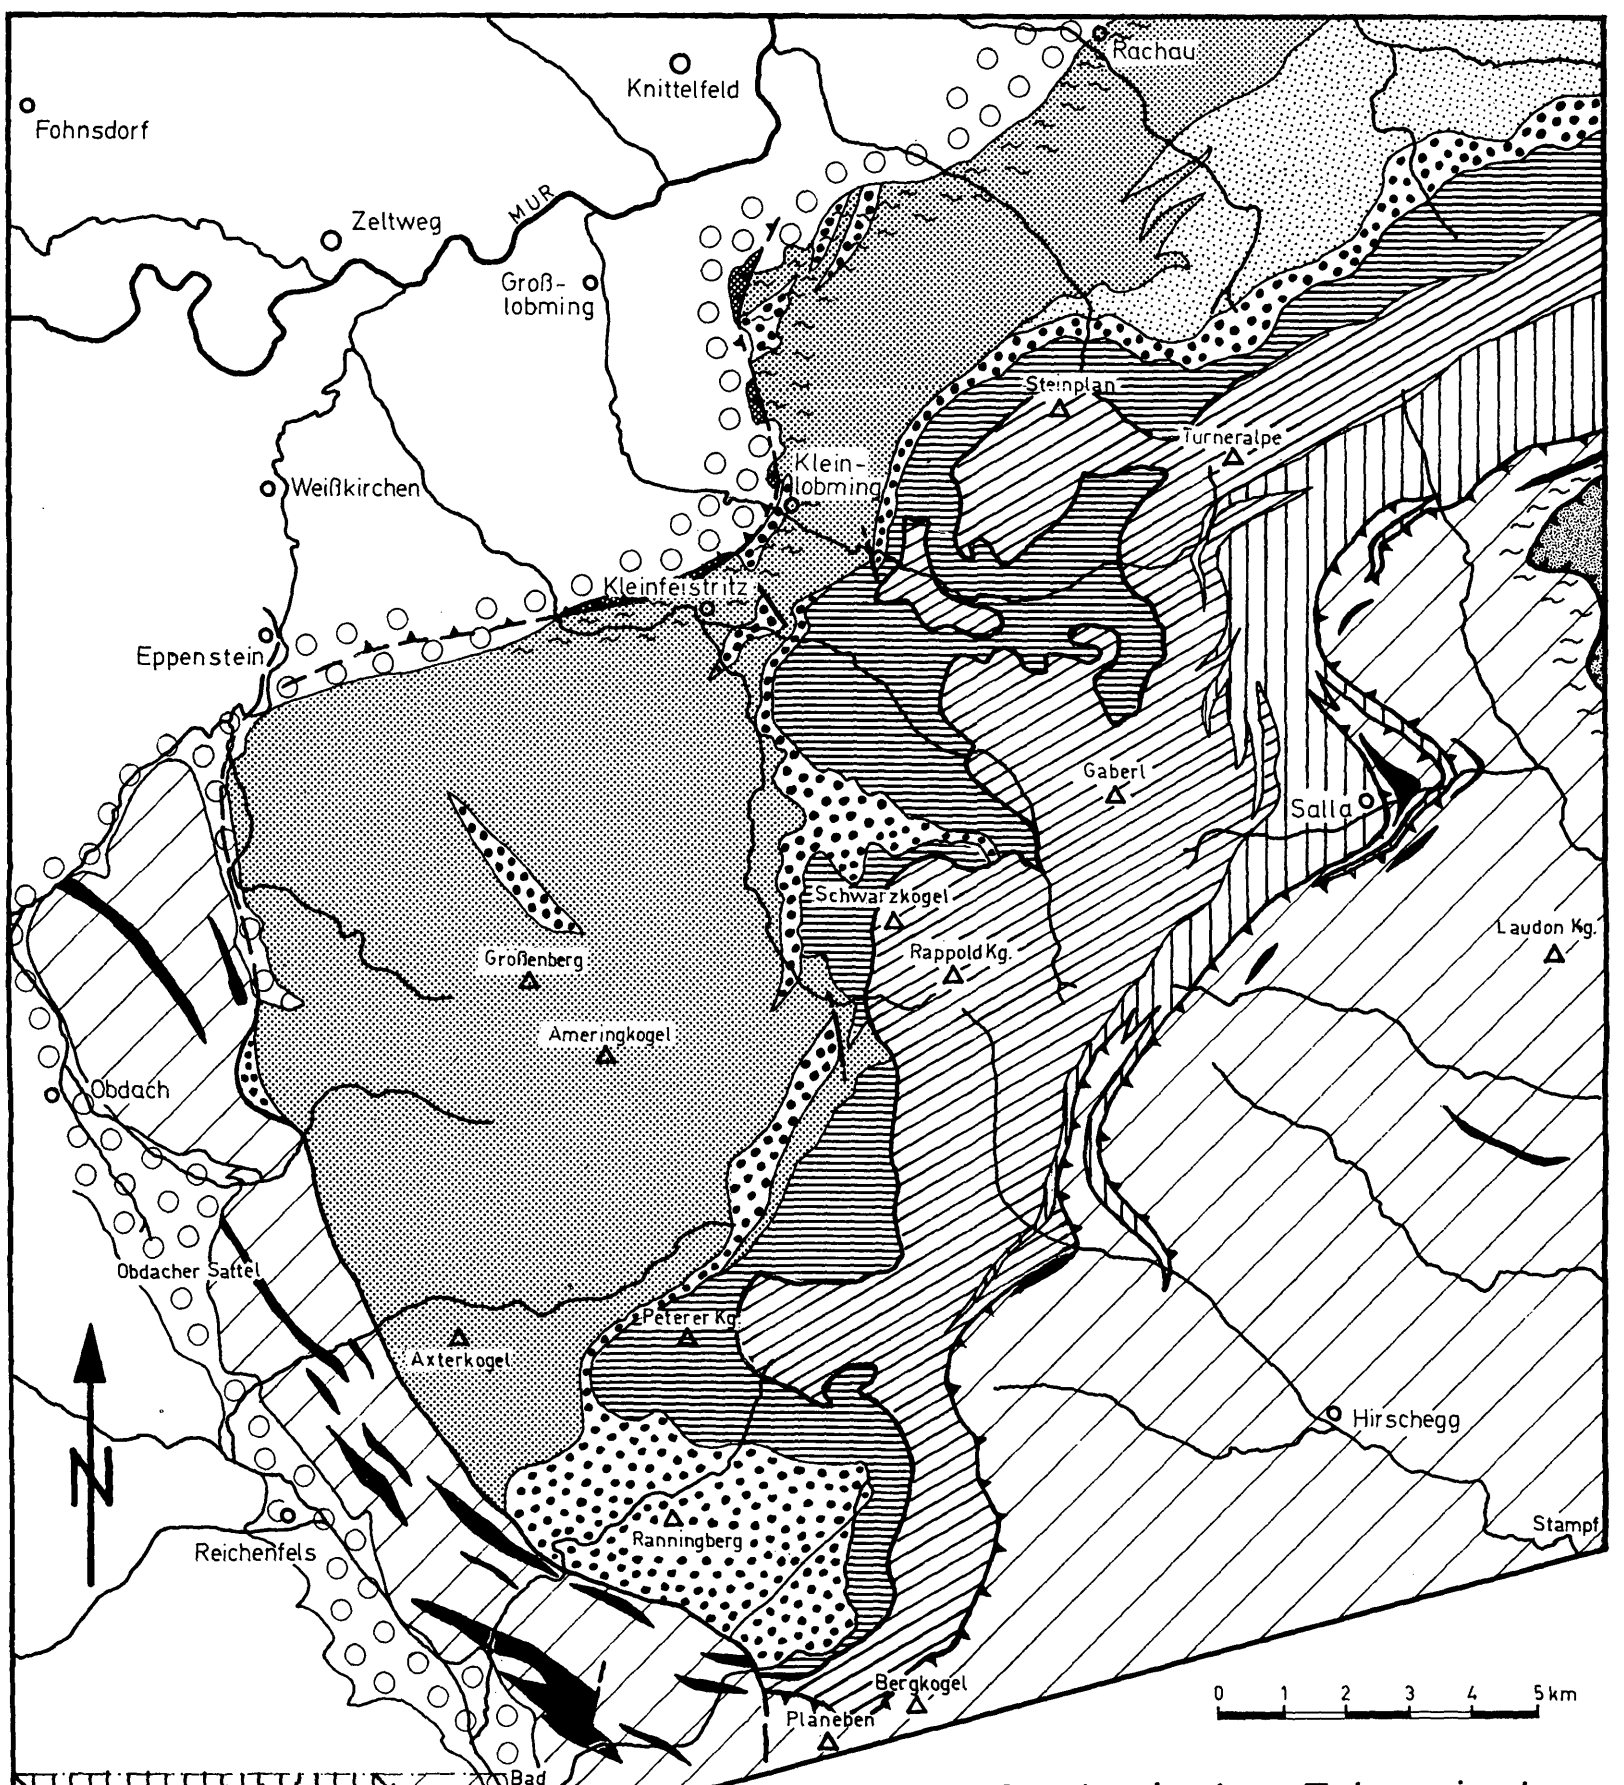 Rachau
Knittelfeld
Fohnsdorf
MUR
Zeltweg
Groß-
lobming
Steinplan
Turneralpe
Klein-
lobming
Weißkirchen
Kleinfeistritz
Eppenstein
Gaberl
Salla
Schwarzkogel
Laudon Kg.
Rappold Kg.
Großenberg
Ameringkogel
Obdach
Obdacher Sattel
Peterer Kg
Axterkogel
Hirschegg
N
Stampf
Ranningberg
Reichenfels
Bergkogel
0 1 2 3 4 5 km
Planeben
Bad